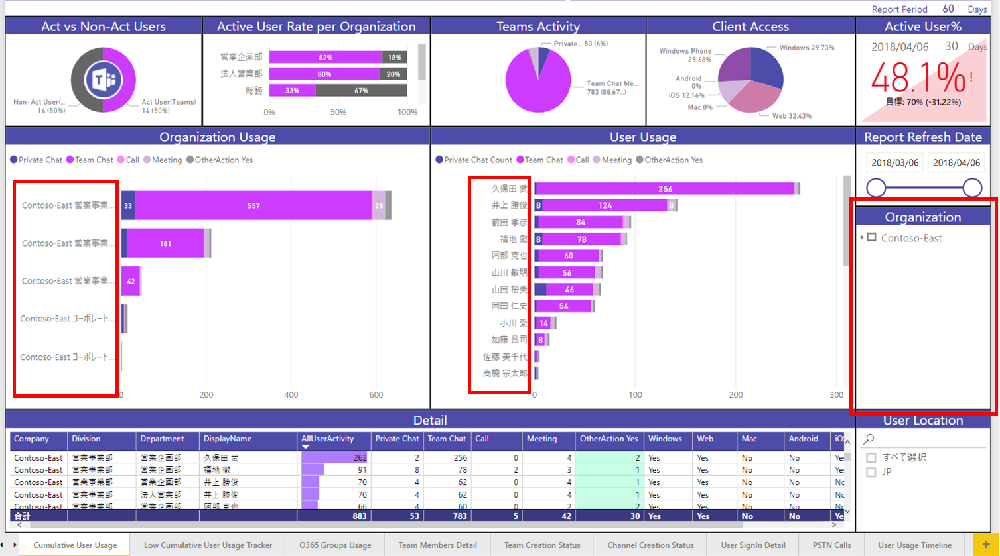 Report Period 60 Days
Act vs Non-Act Users
Non-Act User(...
14 (50%)
Act User(Teams)
14 (50%)
Active User Rate per Organization
営業企画部 82% 18%
法人営業部 80% 20%
総務 33% 67%
0% 50% 100%
Teams Activity
Private... 53 (6%)
Team Chat Me...
783 (88.67...)
Client Access
Windows Phone
25.68%
Windows 29.73%
Android
0%
iOS 12.16%
Mac 0%
Web 32.43%
Active User%
2018/04/06 30 Days
48.1%!
目標: 70% (-31.22%)
Organization Usage
Private Chat Team Chat Call Meeting OtherAction Yes
Contoso-East 営業事業... 33 557 28
Contoso-East 営業事業... 181
Contoso-East 営業事業... 42
Contoso-East コーポレート...
Contoso-East コーポレート...
0 200 400 600
User Usage
Private Chat Count Team Chat Call Meeting OtherAction Yes
久保田 武 256
井上 勝俊 8 124 8
前田 孝彦 84
福地 徹 8 78
阿部 克也 60
山川 敏明 56
山田 裕美 46
岡田 仁史 54
小川 愛 14
加藤 昌司 8
佐藤 美千代
高橋 宗太郎
0 100 200 300
Report Refresh Date
2018/03/06 2018/04/06
Organization
Contoso-East
User Location
すべて選択
JP
Detail
Company Division Department DisplayName AllUserActivity Private Chat Team Chat Call Meeting OtherAction Yes Windows Web Mac Android iO
Contoso-East 営業事業部 営業企画部 久保田 武 262 2 256 0 4 2 Yes Yes No No Yes
Contoso-East 営業事業部 営業企画部 福地 徹 91 8 78 2 3 1 Yes Yes No No Yes
Contoso-East 営業事業部 営業企画部 井上 勝俊 70 4 62 0 4 1 Yes Yes No No No
Contoso-East 営業事業部 法人営業部 井上 勝俊 70 4 62 0 4 1 Yes Yes No No No
Contoso-East 営業事業部 営業企画部 阿部 克也 66 4 60 0 2 2 Yes Yes No No No
合計 883 53 783 5 42 30 Yes Yes No No Ye
Cumulative User Usage Low Cumulative User Usage Tracker O365 Groups Usage Team Members Detail Team Creation Status Channel Creation Status User SignIn Detail PSTN Calls User Usage Timeline +